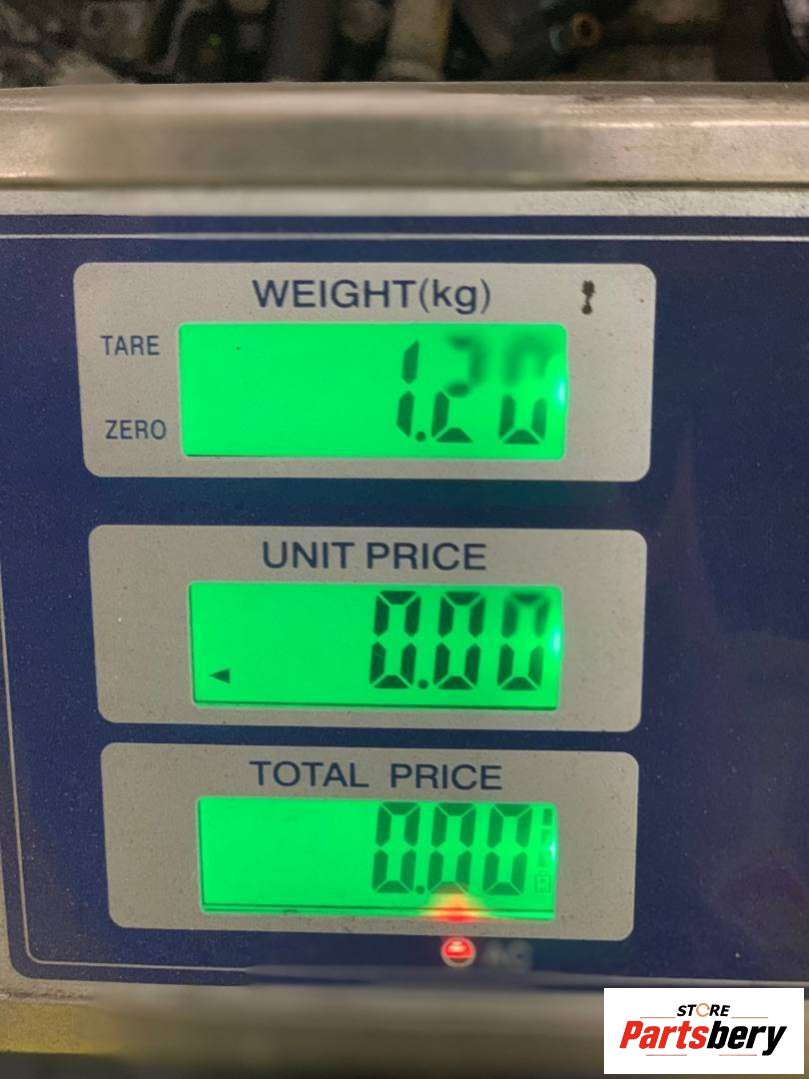 WEIGHT(kg)
TARE
1.20
ZERO
UNIT PRICE
0.00
TOTAL PRICE
0.00
STORE
Partsbery